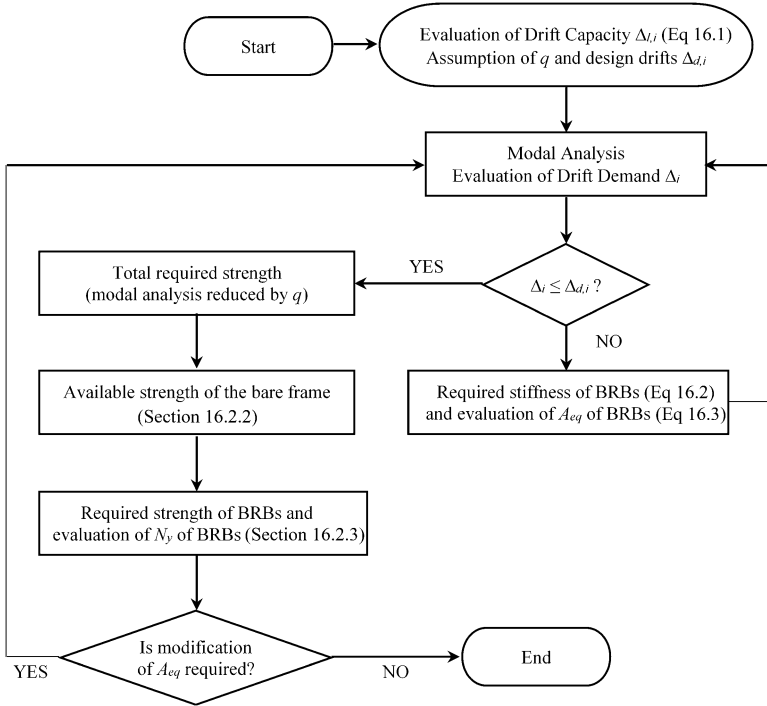 Start
Evaluation of Drift Capacity Δl,i (Eq 16.1)
Assumption of q and design drifts Δd,i
Modal Analysis
Evaluation of Drift Demand Δi
Δi ≤ Δd,i ?
YES
NO
Total required strength
(modal analysis reduced by q)
Required stiffness of BRBs (Eq 16.2)
and evaluation of Aeq of BRBs (Eq 16.3)
Available strength of the bare frame
(Section 16.2.2)
Required strength of BRBs and
evaluation of Ny of BRBs (Section 16.2.3)
Is modification
of Aeq required?
YES
NO
End